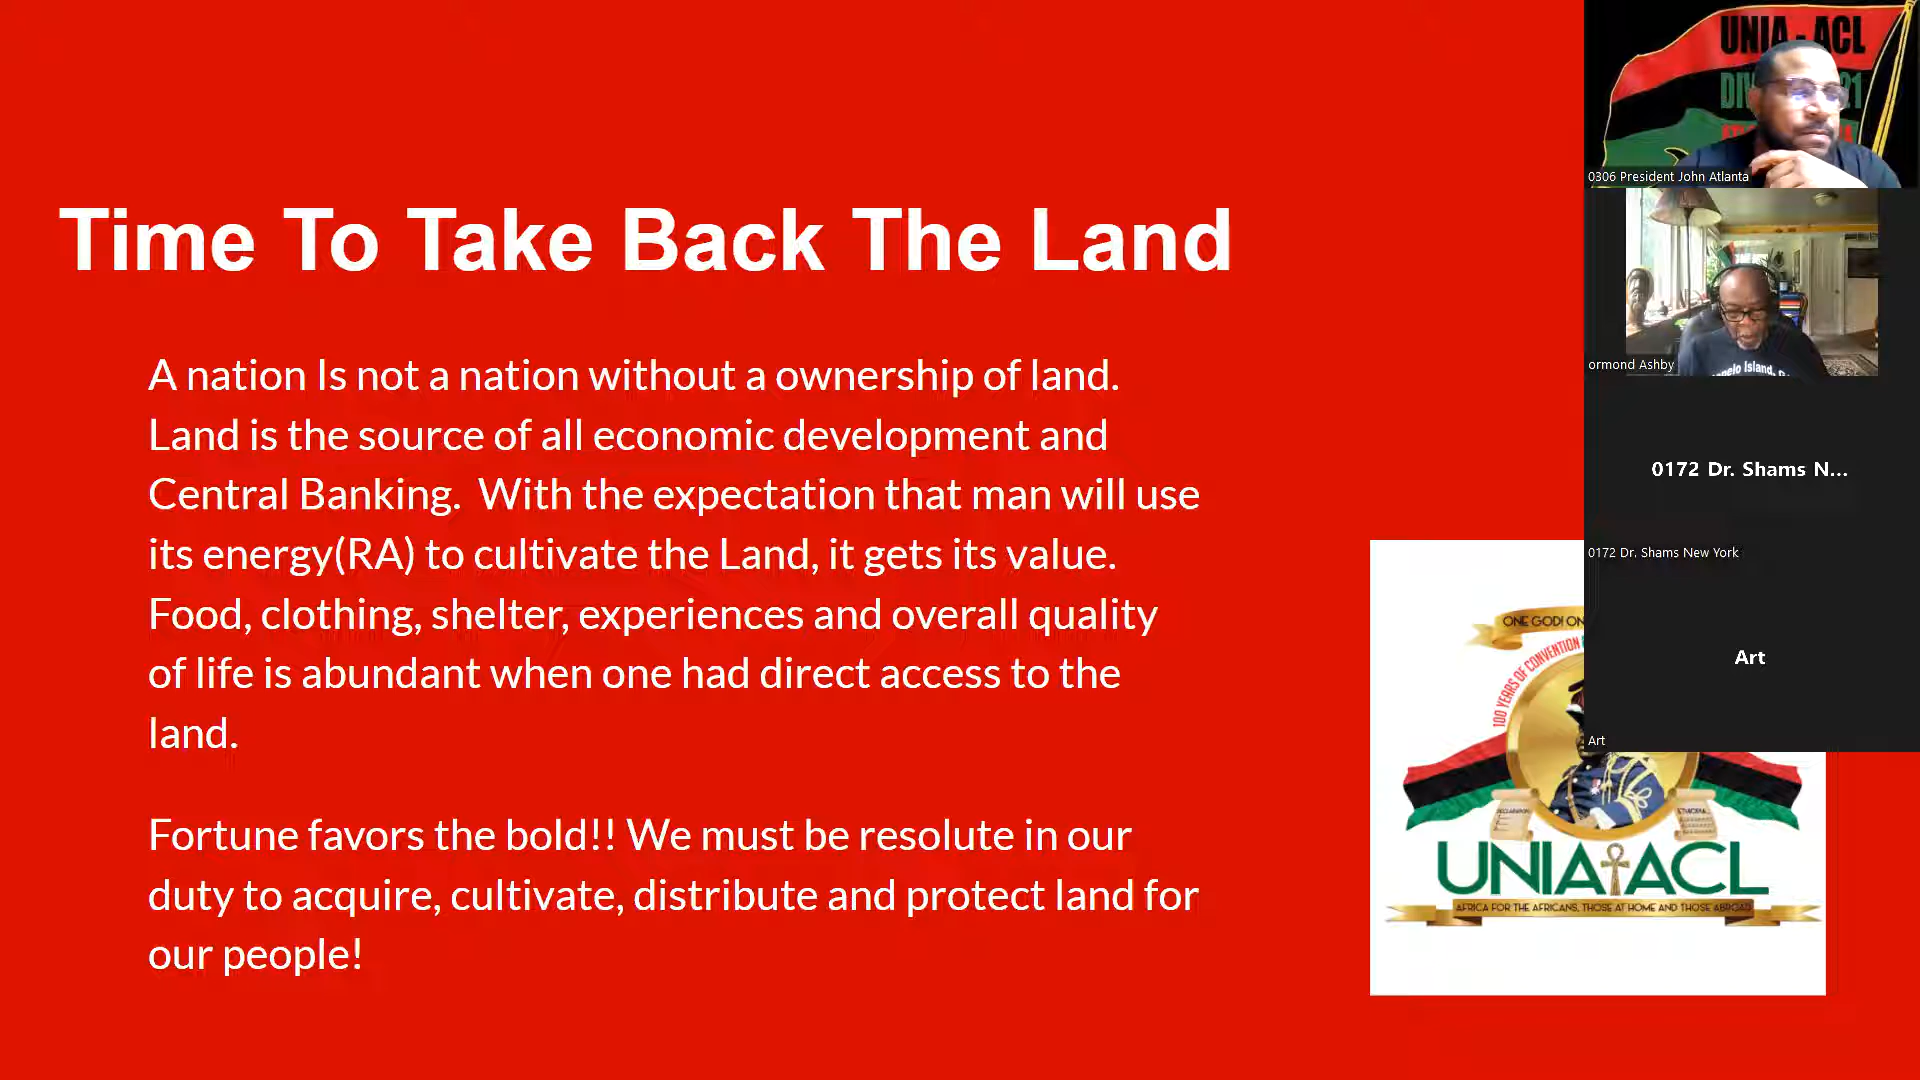 Time To Take Back The Land
A nation Is not a nation without a ownership of land.
Land is the source of all economic development and
Central Banking.  With the expectation that man will use
its energy(RA) to cultivate the Land, it gets its value.
Food, clothing, shelter, experiences and overall quality
of life is abundant when one had direct access to the
land.
Fortune favors the bold!! We must be resolute in our
duty to acquire, cultivate, distribute and protect land for
our people!
UNIA - ACL
0306 President John Atlanta
ormond Ashby
0172 Dr. Shams N...
0172 Dr. Shams New York
Art
Art
ONE GOD! ON
100 YEARS OF CONVENTION
ETHIOPIA
UNIA ACL
AFRICA FOR THE AFRICANS, THOSE AT HOME AND THOSE ABROAD